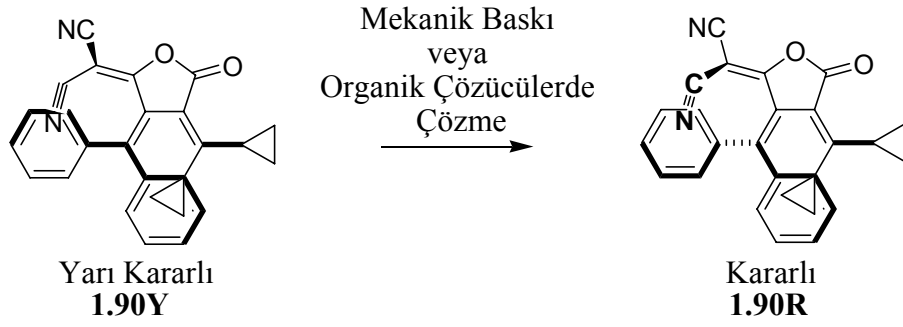 Mekanik Baskı
veya
Organik Çözücülerde
Çözme
NC
O
O
N
Yarı Kararlı
1.90Y
NC
O
O
C
N
Kararlı
1.90R